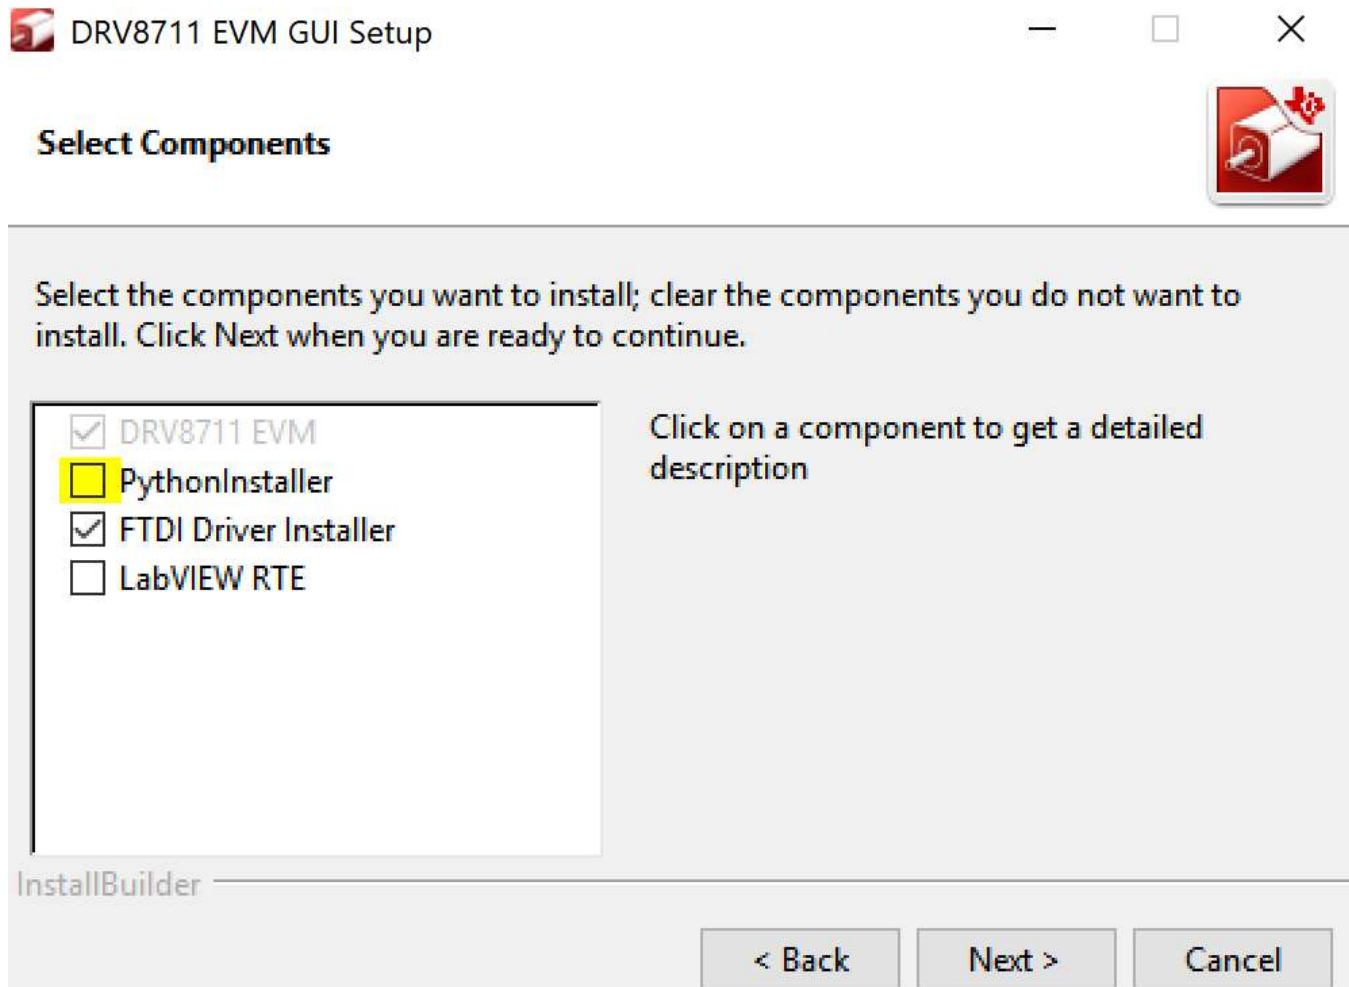 DRV8711 EVM GUI Setup
Select Components
Select the components you want to install; clear the components you do not want to
install. Click Next when you are ready to continue.
DRV8711 EVM
PythonInstaller
FTDI Driver Installer
LabVIEW RTE
Click on a component to get a detailed
description
InstallBuilder
< Back
Next >
Cancel